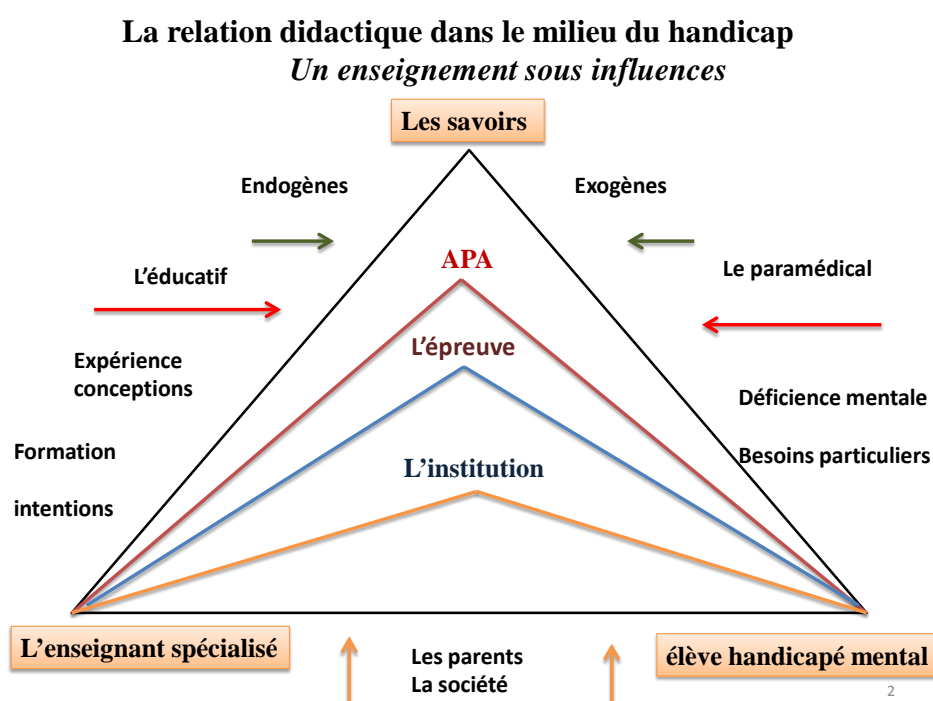 La relation didactique dans le milieu du handicap
Un enseignement sous influences
Les savoirs
Endogènes
Exogènes
APA
L'éducatif
Le paramédical
L'épreuve
Expérience
conceptions
Déficience mentale
Formation
Besoins particuliers
L'institution
intentions
L'enseignant spécialisé
Les parents
La société
élève handicapé mental
2